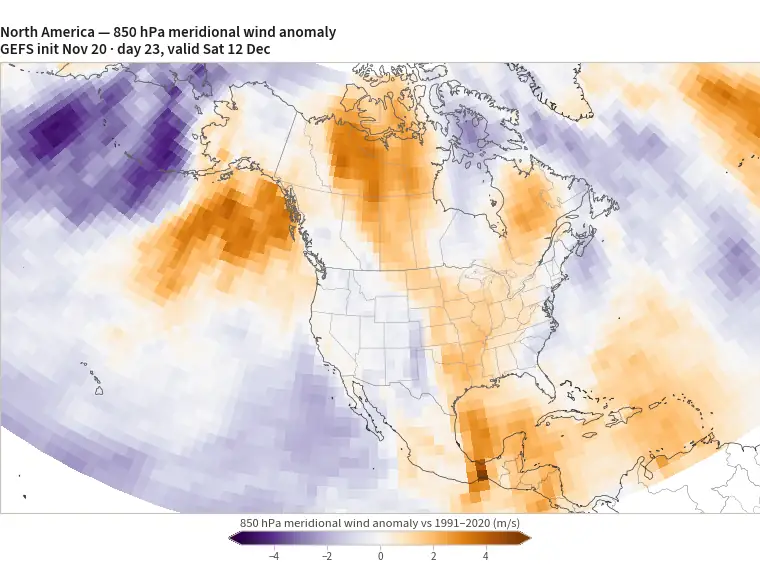 North America — 850 hPa meridional wind anomaly
GEFS init Nov 20 · day 23, valid Sat 12 Dec
850 hPa meridional wind anomaly vs 1991–2020 (m/s)
−4 −2 0 2 4